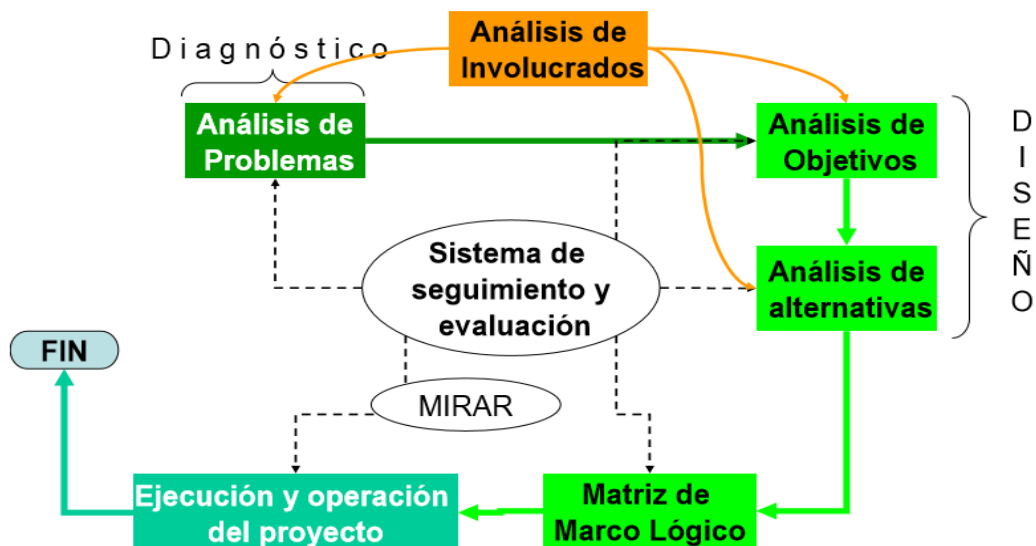 Diagnóstico
Análisis de
Involucrados
Análisis de
Problemas
Análisis de
Objetivos
DISEÑO
Sistema de
seguimiento y
evaluación
Análisis de
alternativas
FIN
MIRAR
Ejecución y operación
del proyecto
Matriz de
Marco Lógico